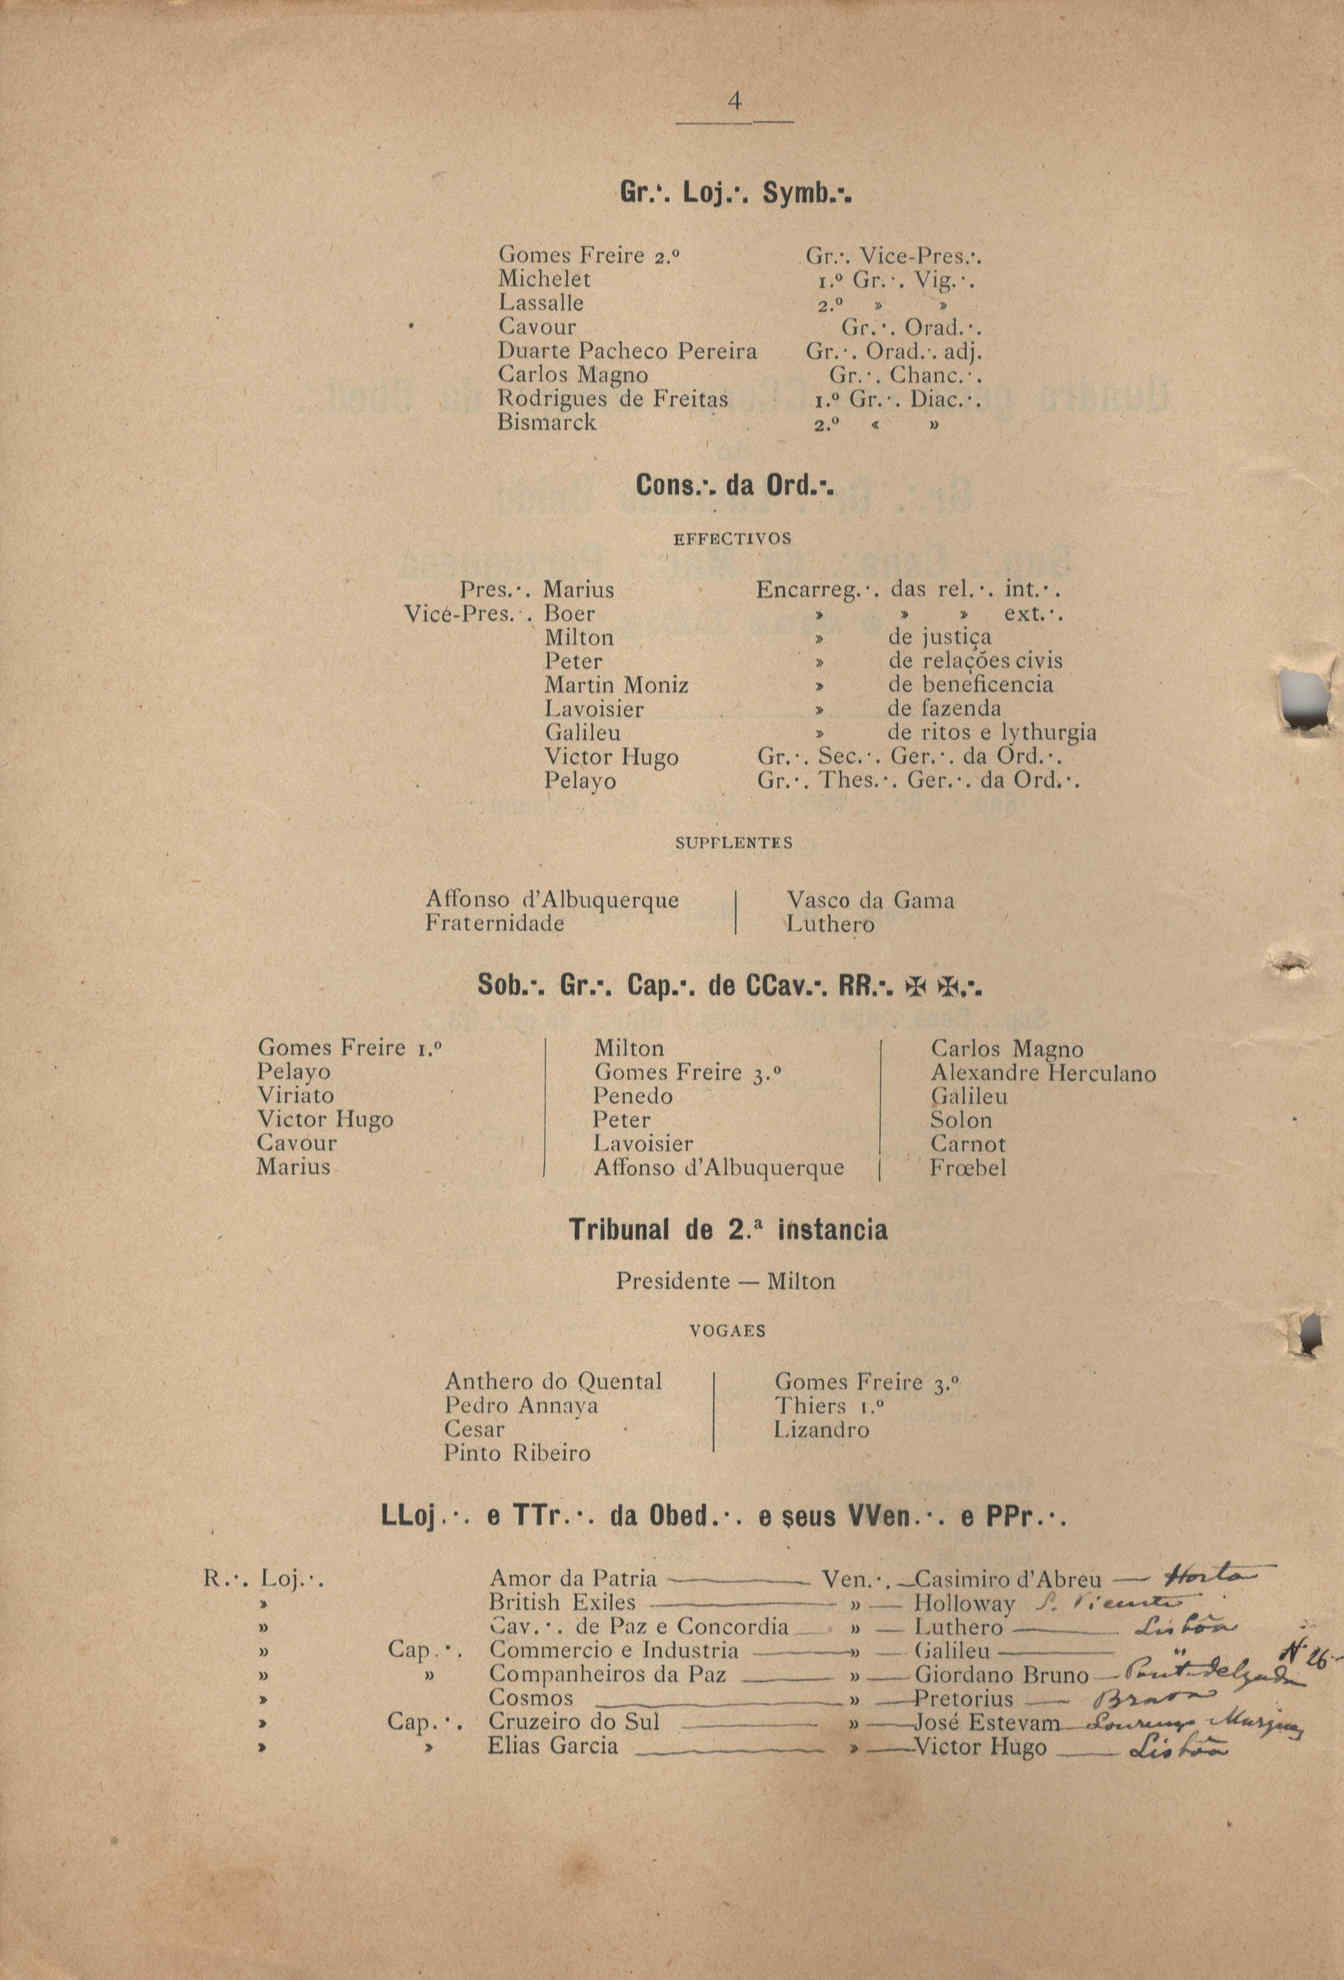 4
Gr.·. Loj.·. Symb.·.
Gomes Freire 2.º Gr.·. Vice-Pres.·.
Michelet 1.º Gr.·. Vig.·.
Lassalle 2.º » »
Cavour Gr.·. Orad.·.
Duarte Pacheco Pereira Gr.·. Orad.·. adj.
Carlos Magno Gr.·. Chanc.·.
Rodrigues de Freitas 1.º Gr.·. Diac.·.
Bismarck 2.º « »
Cons.·. da Ord.·.
EFFECTIVOS
Pres.·. Marius Encarreg.·. das rel.·. int.·.
Vice-Pres.·. Boer » » » ext.·.
Milton » de justiça
Peter » de relações civis
Martin Moniz » de beneficencia
Lavoisier » de fazenda
Galileu » de ritos e lythurgia
Victor Hugo Gr.·. Sec.·. Ger.·. da Ord.·.
Pelayo Gr.·. Thes.·. Ger.·. da Ord.·.
SUPPLENTES
Affonso d'Albuquerque | Vasco da Gama
Fraternidade | Luthero
Sob.·. Gr.·. Cap.·. de CCav.·. RR.·. ✠ ✠.·.
Gomes Freire 1.º | Milton | Carlos Magno
Pelayo | Gomes Freire 3.º | Alexandre Herculano
Viriato | Penedo | Galileu
Victor Hugo | Peter | Solon
Cavour | Lavoisier | Carnot
Marius | Affonso d'Albuquerque | Frœbel
Tribunal de 2.ª instancia
Presidente — Milton
VOGAES
Anthero do Quental | Gomes Freire 3.º
Pedro Annaya | Thiers 1.º
Cesar | Lizandro
Pinto Ribeiro
LLoj.·. e TTr.·. da Obed.·. e seus VVen.·. e PPr.·.
R.·. Loj.·. Amor da Patria — Ven.·. — Casimiro d'Abreu — Horta
» British Exiles — » — Holloway S. Vicente
» Cav.·. de Paz e Concordia — » — Luthero — Lisbôa
» Cap.·. Commercio e Industria — » — Galileu — " Nº 26
» » Companheiros da Paz — » — Giordano Bruno — Pontadelgada
» Cosmos — » — Pretorius — Brava
» Cap.·. Cruzeiro do Sul — » — José Estevam — Lourenço Marques
» » Elias Garcia — » — Victor Hugo — Lisbôa